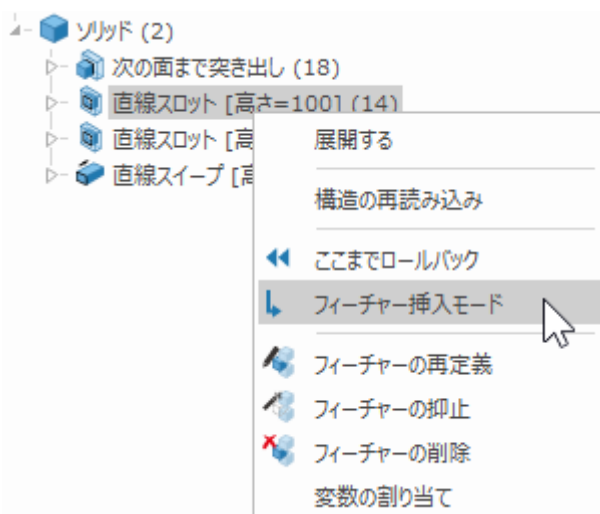 ソリッド (2)
次の面まで突き出し (18)
直線スロット [高さ=100] (14)
直線スロット [高
直線スイープ [高
展開する
構造の再読み込み
ここまでロールバック
フィーチャー挿入モード
フィーチャーの再定義
フィーチャーの抑止
フィーチャーの削除
変数の割り当て